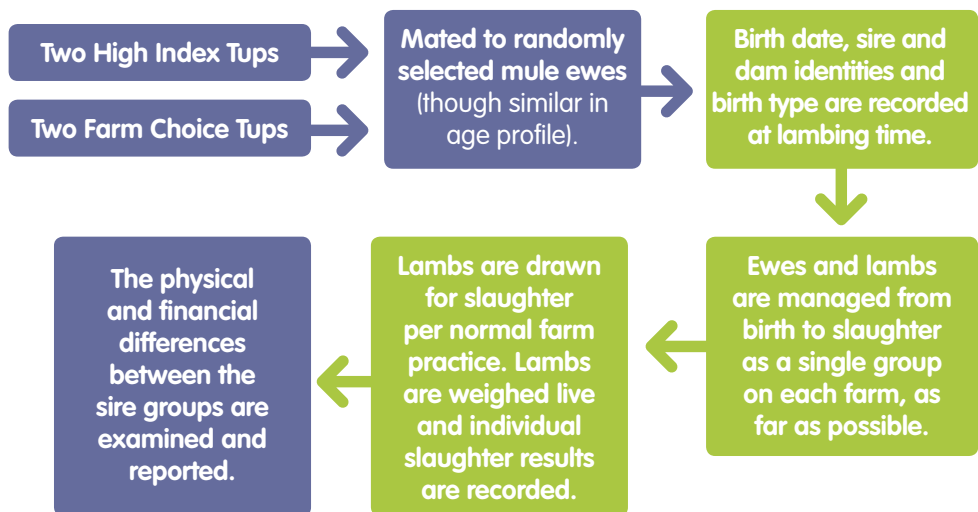 Two High Index Tups
Two Farm Choice Tups
Mated to randomly
selected mule ewes
(though similar in
age profile).
Birth date, sire and
dam identities and
birth type are recorded
at lambing time.
Ewes and lambs
are managed from
birth to slaughter
as a single group
on each farm, as
far as possible.
Lambs are drawn
for slaughter
per normal farm
practice. Lambs
are weighed live
and individual
slaughter results
are recorded.
The physical
and financial
differences
between the
sire groups are
examined and
reported.